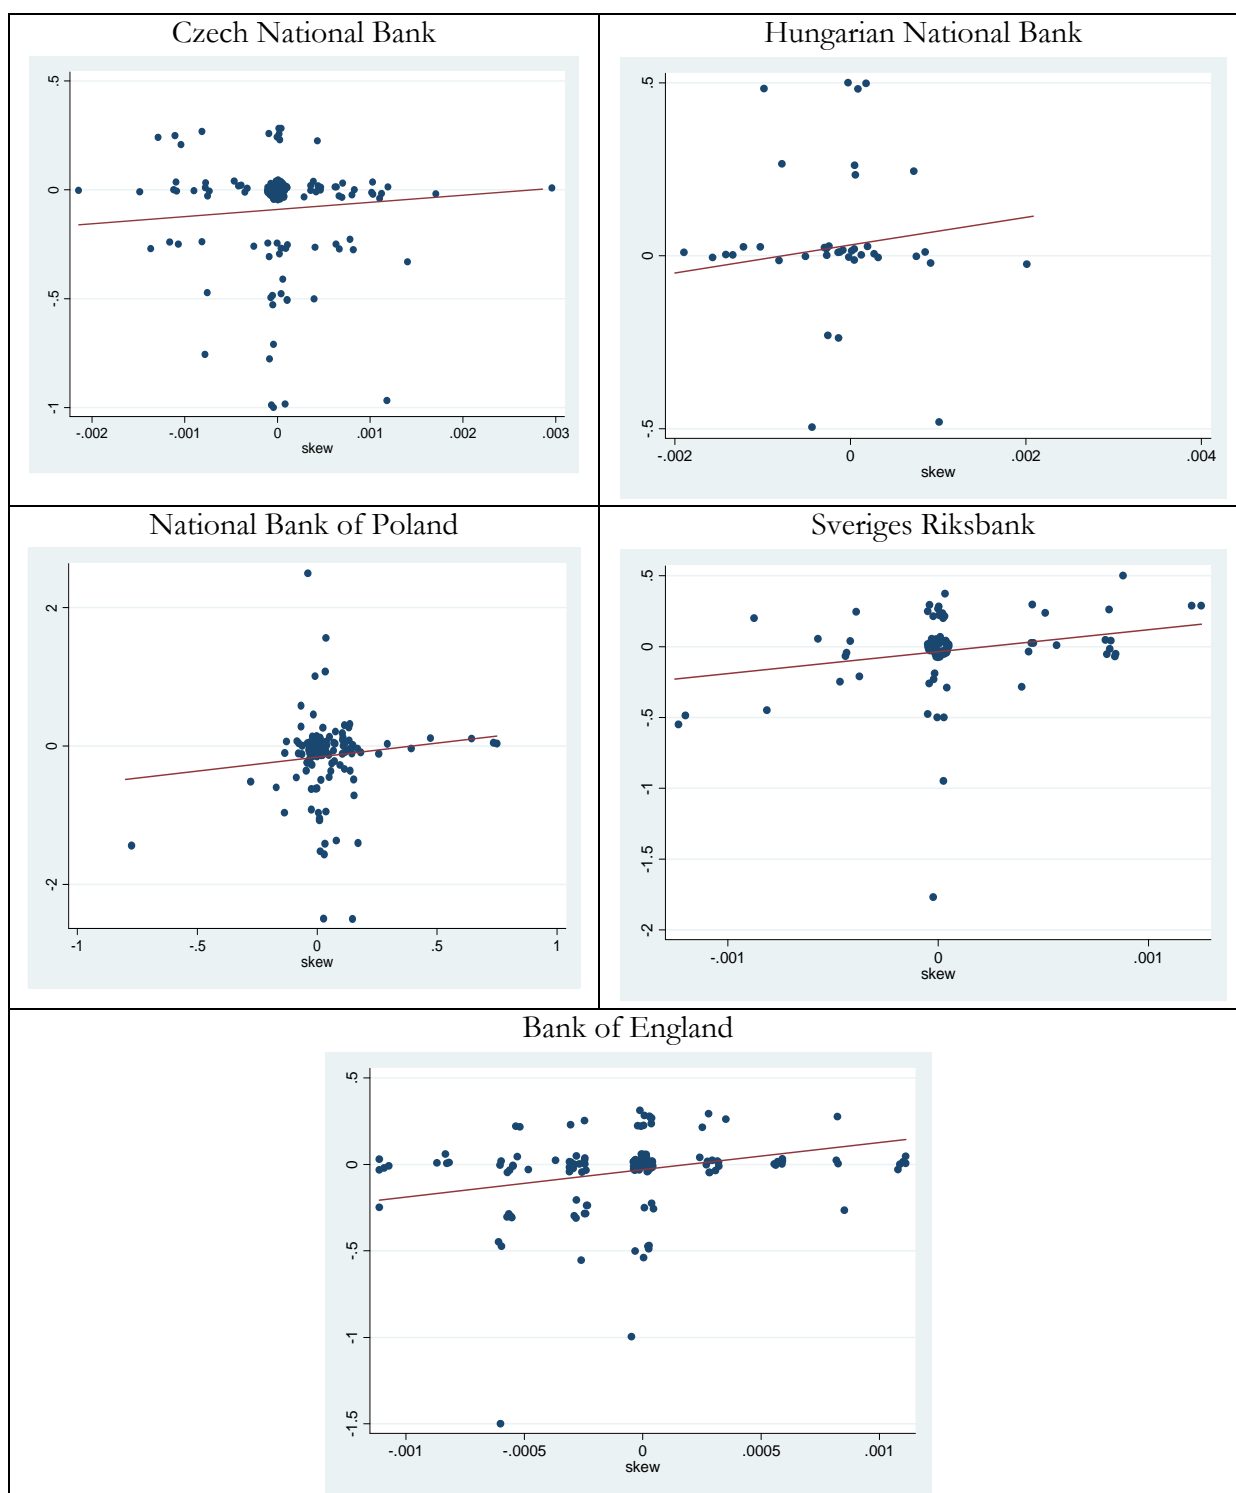 Czech National Bank
.5
0
-.5
-1
-.002 -.001 0 .001 .002 .003
skew
Hungarian National Bank
.5
0
-.5
-.002 0 .002 .004
skew
National Bank of Poland
2
0
-2
-1 -.5 0 .5 1
skew
Sveriges Riksbank
.5
0
-.5
-1
-1.5
-2
-.001 0 .001
skew
Bank of England
.5
0
-.5
-1
-1.5
-.001 -.0005 0 .0005 .001
skew